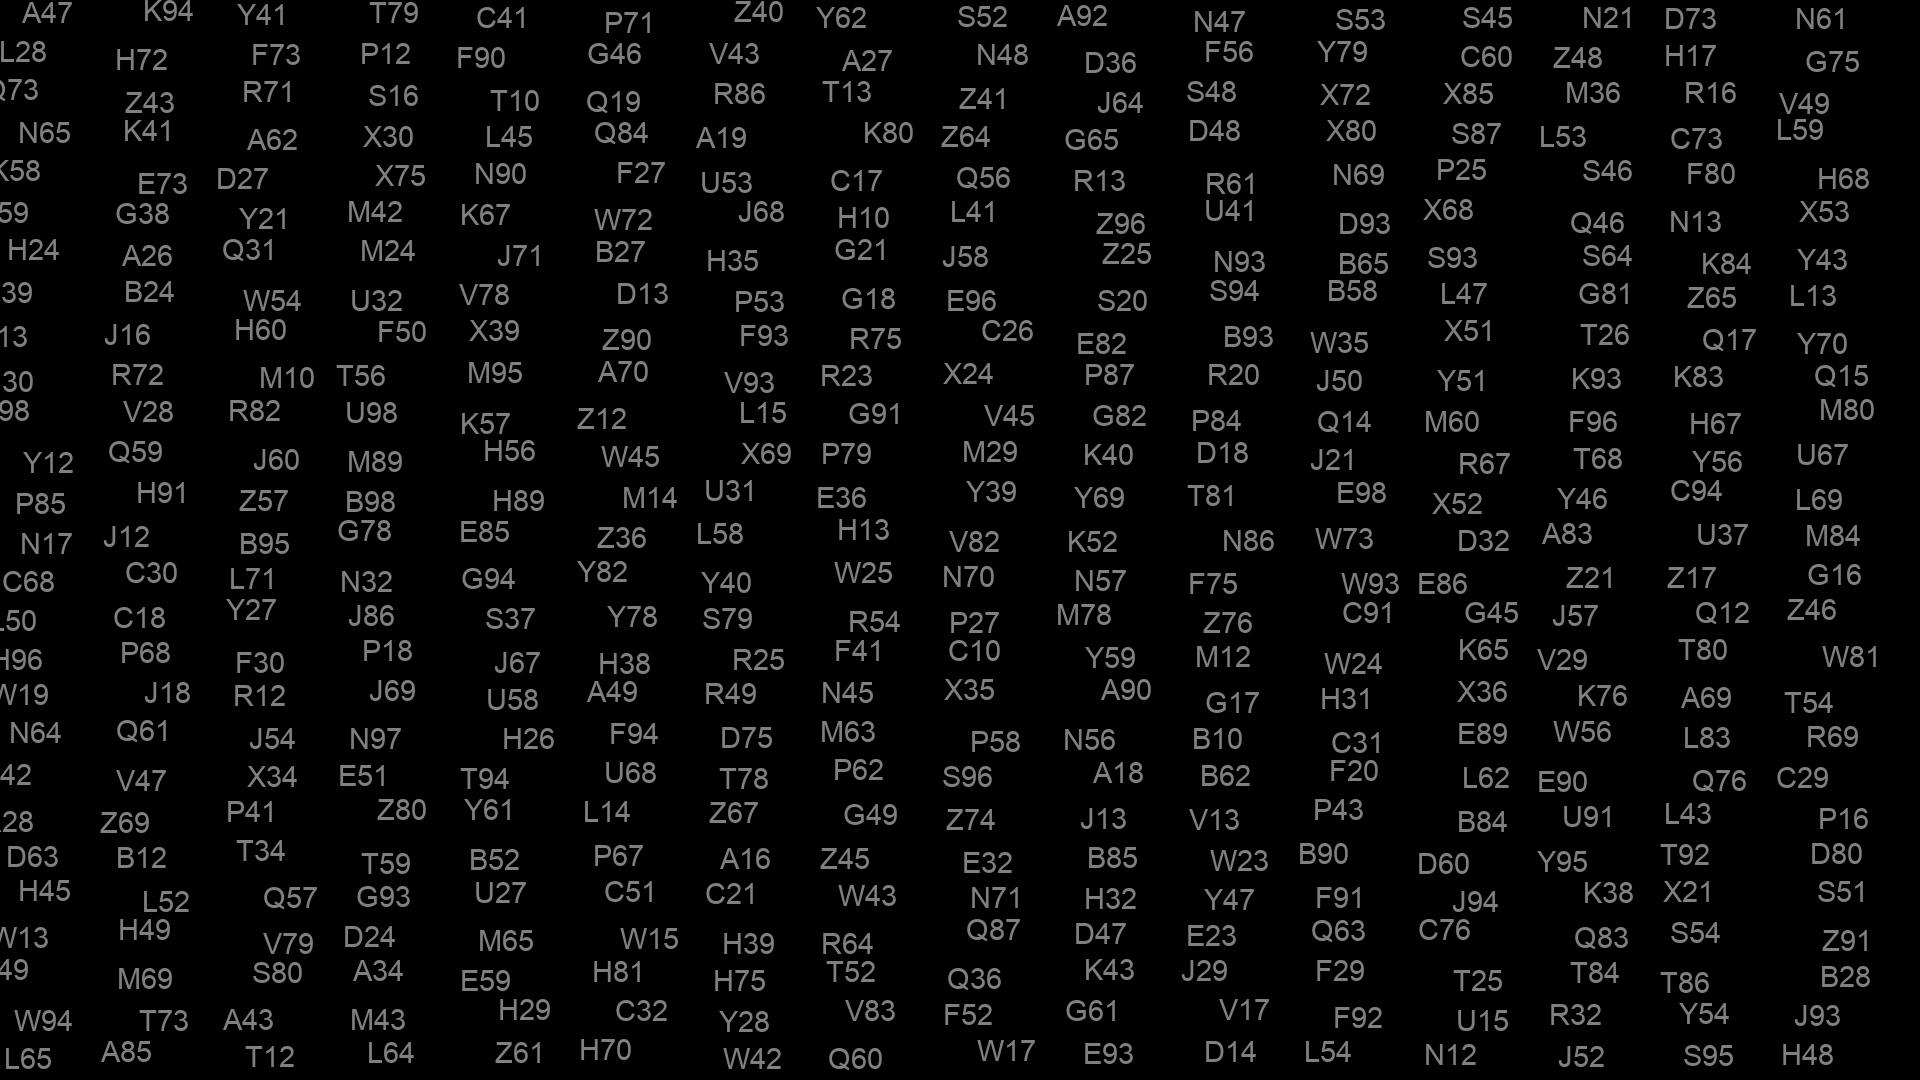 A47 K94 Y41 T79 C41 P71 Z40 Y62 S52 A92 N47 S53 S45 N21 D73 N61
L28 H72 F73 P12 F90 G46 V43 A27 N48 D36 F56 Y79 C60 Z48 H17 G75
Q73 Z43 R71 S16 T10 Q19 R86 T13 Z41 J64 S48 X72 X85 M36 R16 V49
N65 K41 A62 X30 L45 Q84 A19 K80 Z64 G65 D48 X80 S87 L53 C73 L59
K58 E73 D27 X75 N90 F27 U53 C17 Q56 R13 R61 N69 P25 S46 F80 H68
59 G38 Y21 M42 K67 W72 J68 H10 L41 Z96 U41 D93 X68 Q46 N13 X53
H24 A26 Q31 M24 J71 B27 H35 G21 J58 Z25 N93 B65 S93 S64 K84 Y43
39 B24 W54 U32 V78 D13 P53 G18 E96 S20 S94 B58 L47 G81 Z65 L13
13 J16 H60 F50 X39 Z90 F93 R75 C26 E82 B93 W35 X51 T26 Q17 Y70
30 R72 M10 T56 M95 A70 V93 R23 X24 P87 R20 J50 Y51 K93 K83 Q15
98 V28 R82 U98 K57 Z12 L15 G91 V45 G82 P84 Q14 M60 F96 H67 M80
Y12 Q59 J60 M89 H56 W45 X69 P79 M29 K40 D18 J21 R67 T68 Y56 U67
P85 H91 Z57 B98 H89 M14 U31 E36 Y39 Y69 T81 E98 X52 Y46 C94 L69
N17 J12 B95 G78 E85 Z36 L58 H13 V82 K52 N86 W73 D32 A83 U37 M84
C68 C30 L71 N32 G94 Y82 Y40 W25 N70 N57 F75 W93 E86 Z21 Z17 G16
L50 C18 Y27 J86 S37 Y78 S79 R54 P27 M78 Z76 C91 G45 J57 Q12 Z46
H96 P68 F30 P18 J67 H38 R25 F41 C10 Y59 M12 W24 K65 V29 T80 W81
W19 J18 R12 J69 U58 A49 R49 N45 X35 A90 G17 H31 X36 K76 A69 T54
N64 Q61 J54 N97 H26 F94 D75 M63 P58 N56 B10 C31 E89 W56 L83 R69
42 V47 X34 E51 T94 U68 T78 P62 S96 A18 B62 F20 L62 E90 Q76 C29
28 Z69 P41 Z80 Y61 L14 Z67 G49 Z74 J13 V13 P43 B84 U91 L43 P16
D63 B12 T34 T59 B52 P67 A16 Z45 E32 B85 W23 B90 D60 Y95 T92 D80
H45 L52 Q57 G93 U27 C51 C21 W43 N71 H32 Y47 F91 J94 K38 X21 S51
W13 H49 V79 D24 M65 W15 H39 R64 Q87 D47 E23 Q63 C76 Q83 S54 Z91
49 M69 S80 A34 E59 H81 H75 T52 Q36 K43 J29 F29 T25 T84 T86 B28
W94 T73 A43 M43 H29 C32 Y28 V83 F52 G61 V17 F92 U15 R32 Y54 J93
L65 A85 T12 L64 Z61 H70 W42 Q60 W17 E93 D14 L54 N12 J52 S95 H48